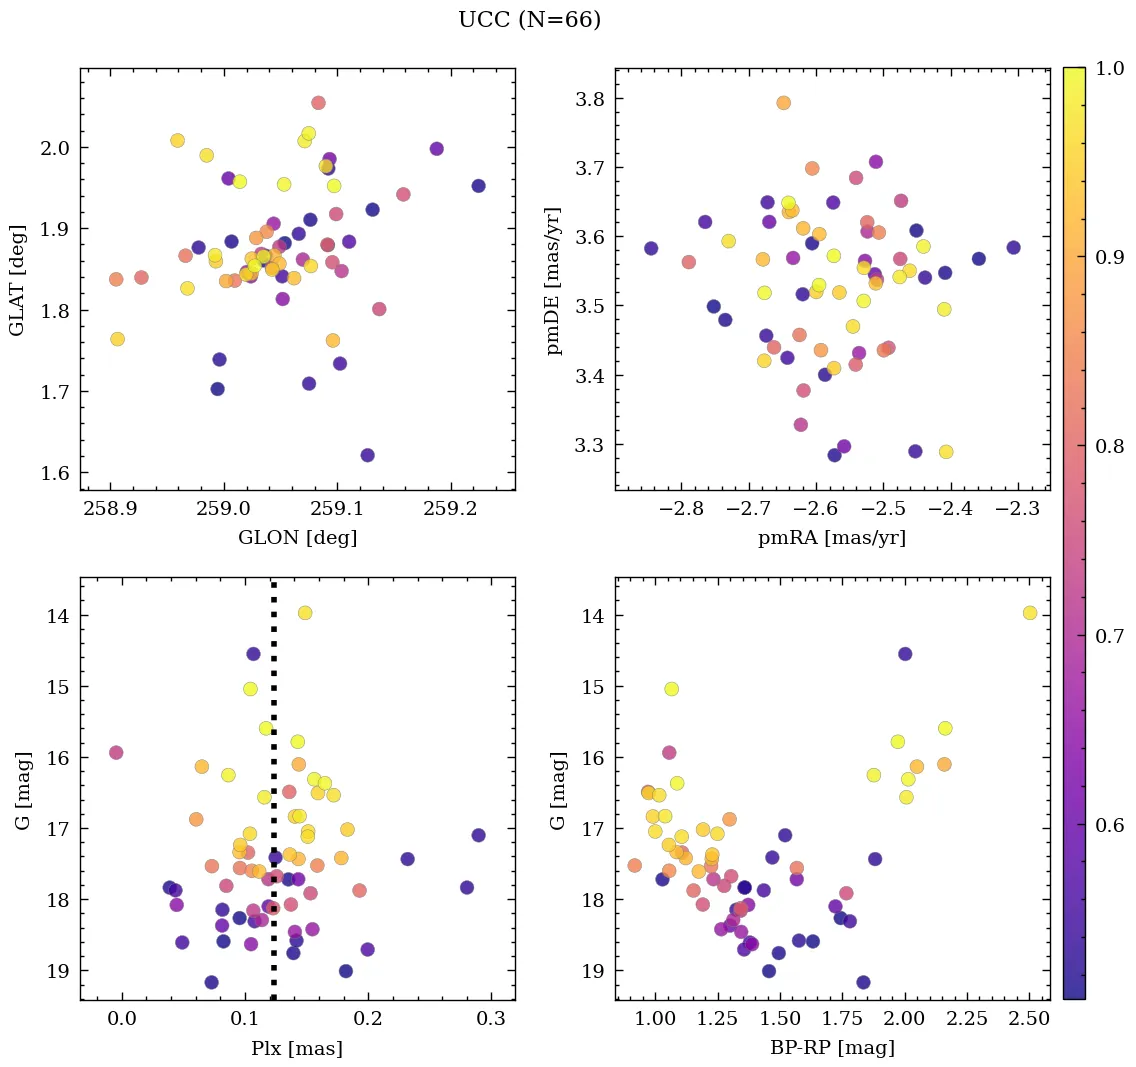 UCC (N=66)
2.0
1.9
1.8
1.7
1.6
GLAT [deg]
258.9 259.0 259.1 259.2
GLON [deg]
3.8
3.7
3.6
3.5
3.4
3.3
pmDE [mas/yr]
−2.8 −2.7 −2.6 −2.5 −2.4 −2.3
pmRA [mas/yr]
14
15
16
17
18
19
G [mag]
0.0 0.1 0.2 0.3
Plx [mas]
14
15
16
17
18
19
G [mag]
1.00 1.25 1.50 1.75 2.00 2.25 2.50
BP-RP [mag]
1.0
0.9
0.8
0.7
0.6